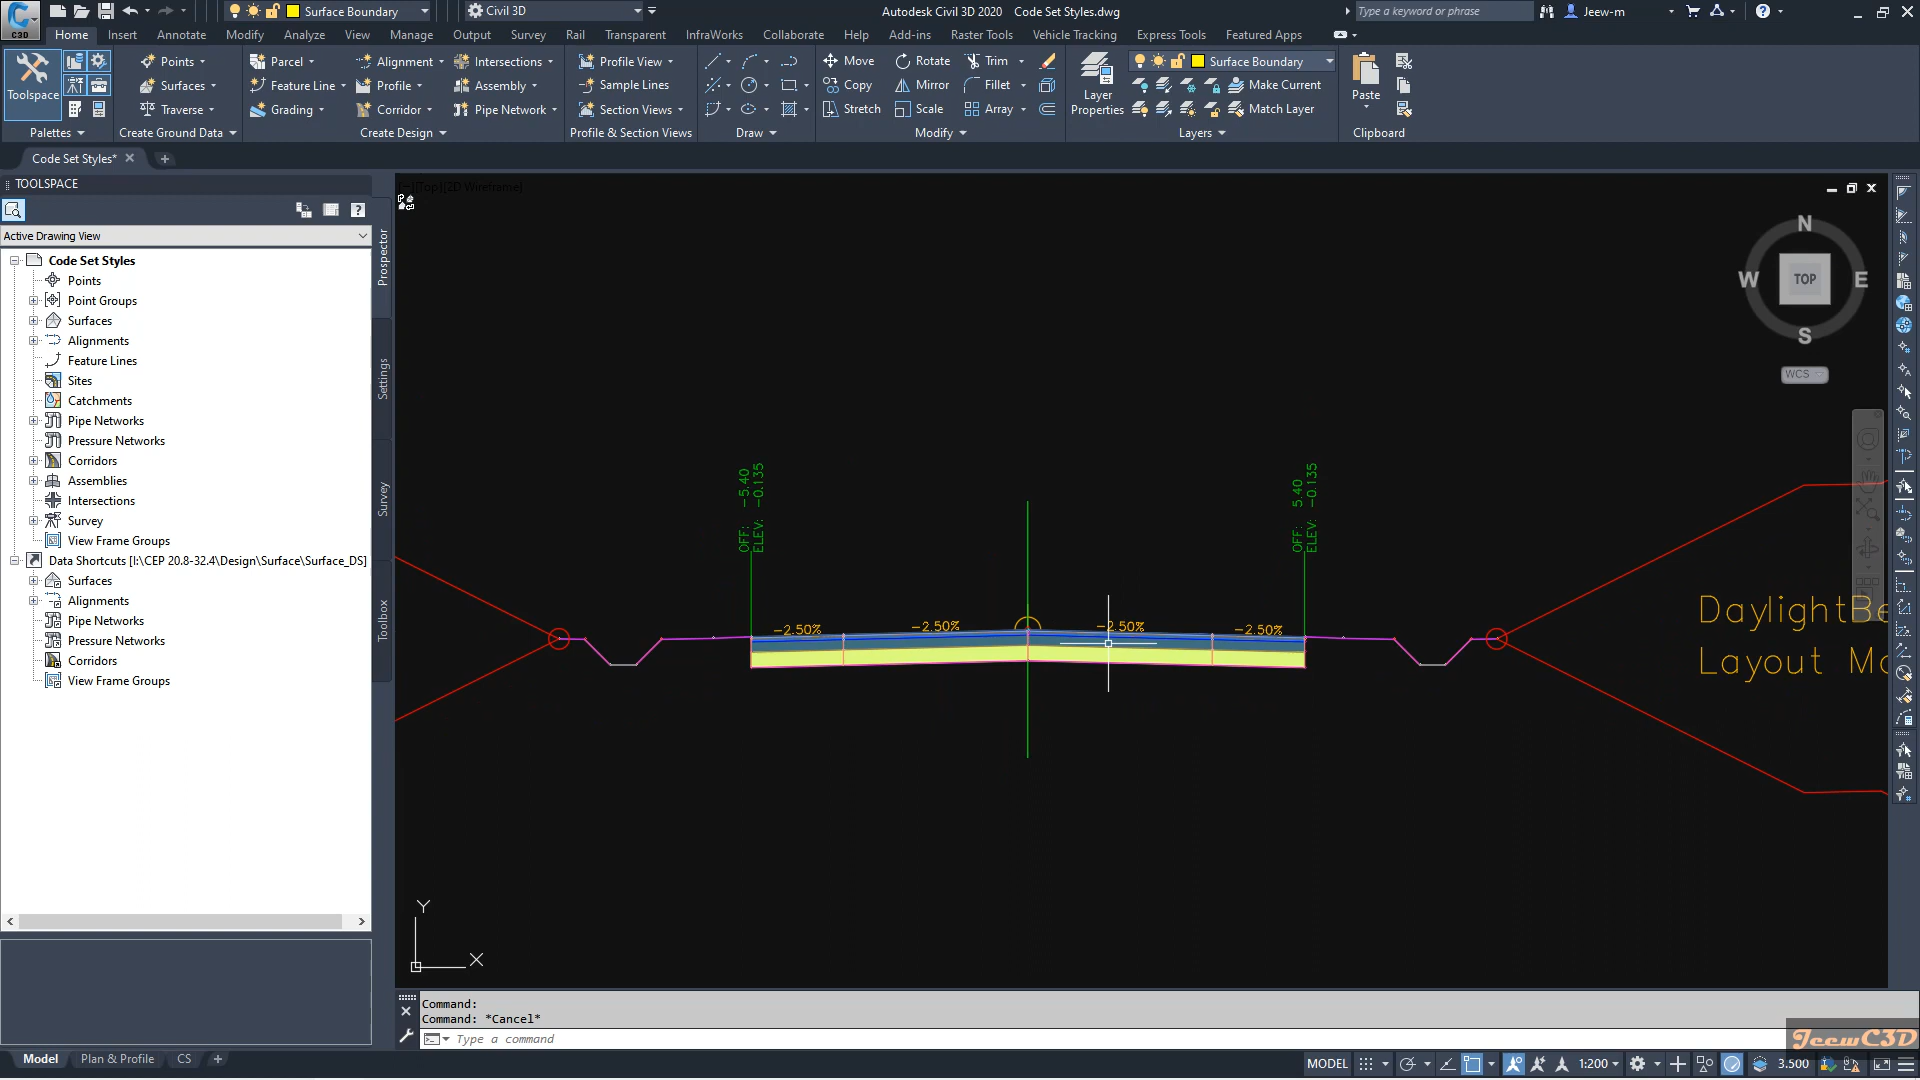 C3D
Surface Boundary
Civil 3D
Autodesk Civil 3D 2020 Code Set Styles.dwg
Type a keyword or phrase
Jeew-m
Home Insert Annotate Modify Analyze View Manage Output Survey Rail Transparent InfraWorks Collaborate Help Add-ins Raster Tools Vehicle Tracking Express Tools Featured Apps
Toolspace
Points
Surfaces
Traverse
Parcel
Feature Line
Grading
Alignment
Profile
Corridor
Intersections
Assembly
Pipe Network
Profile View
Sample Lines
Section Views
Move
Copy
Stretch
Rotate
Mirror
Scale
Trim
Fillet
Array
Layer
Properties
Surface Boundary
Make Current
Match Layer
Paste
Palettes Create Ground Data Create Design Profile & Section Views Draw Modify Layers Clipboard
Code Set Styles*
TOOLSPACE
Active Drawing View
Code Set Styles
Points
Point Groups
Surfaces
Alignments
Feature Lines
Sites
Catchments
Pipe Networks
Pressure Networks
Corridors
Assemblies
Intersections
Survey
View Frame Groups
Data Shortcuts [I:\CEP 20.8-32.4\Design\Surface\Surface_DS]
Surfaces
Alignments
Pipe Networks
Pressure Networks
Corridors
View Frame Groups
Prospector
Settings
Survey
Toolbox
[-][Top][2D Wireframe]
N
W TOP E
S
WCS
OFF: -5.40
ELEV: -0.135
OFF: 5.40
ELEV: -0.135
-2.50% -2.50% -2.50% -2.50%
DaylightBe
Layout Mo
Y
X
Command:
Command: *Cancel*
Type a command
JeewC3D
Model Plan & Profile CS
MODEL 1:200 3.500